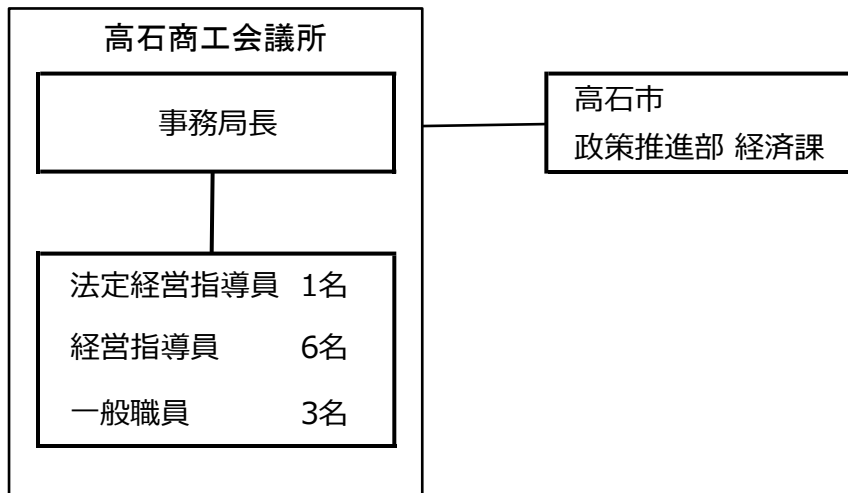 高石商工会議所
事務局長
高石市
政策推進部 経済課
法定経営指導員 1名
経営指導員 6名
一般職員 3名